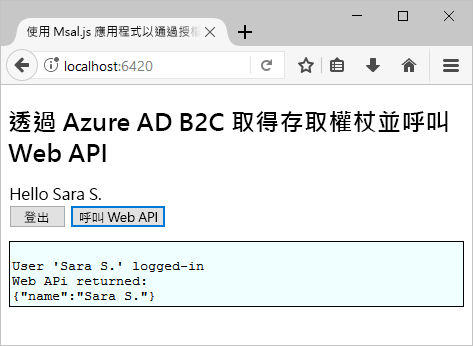 使用 Msal.js 應用程式以通過授權
localhost:6420
透過 Azure AD B2C 取得存取權杖並呼叫
Web API
Hello Sara S.
登出 呼叫 Web API
User 'Sara S.' logged-in
Web APi returned:
{"name":"Sara S."}